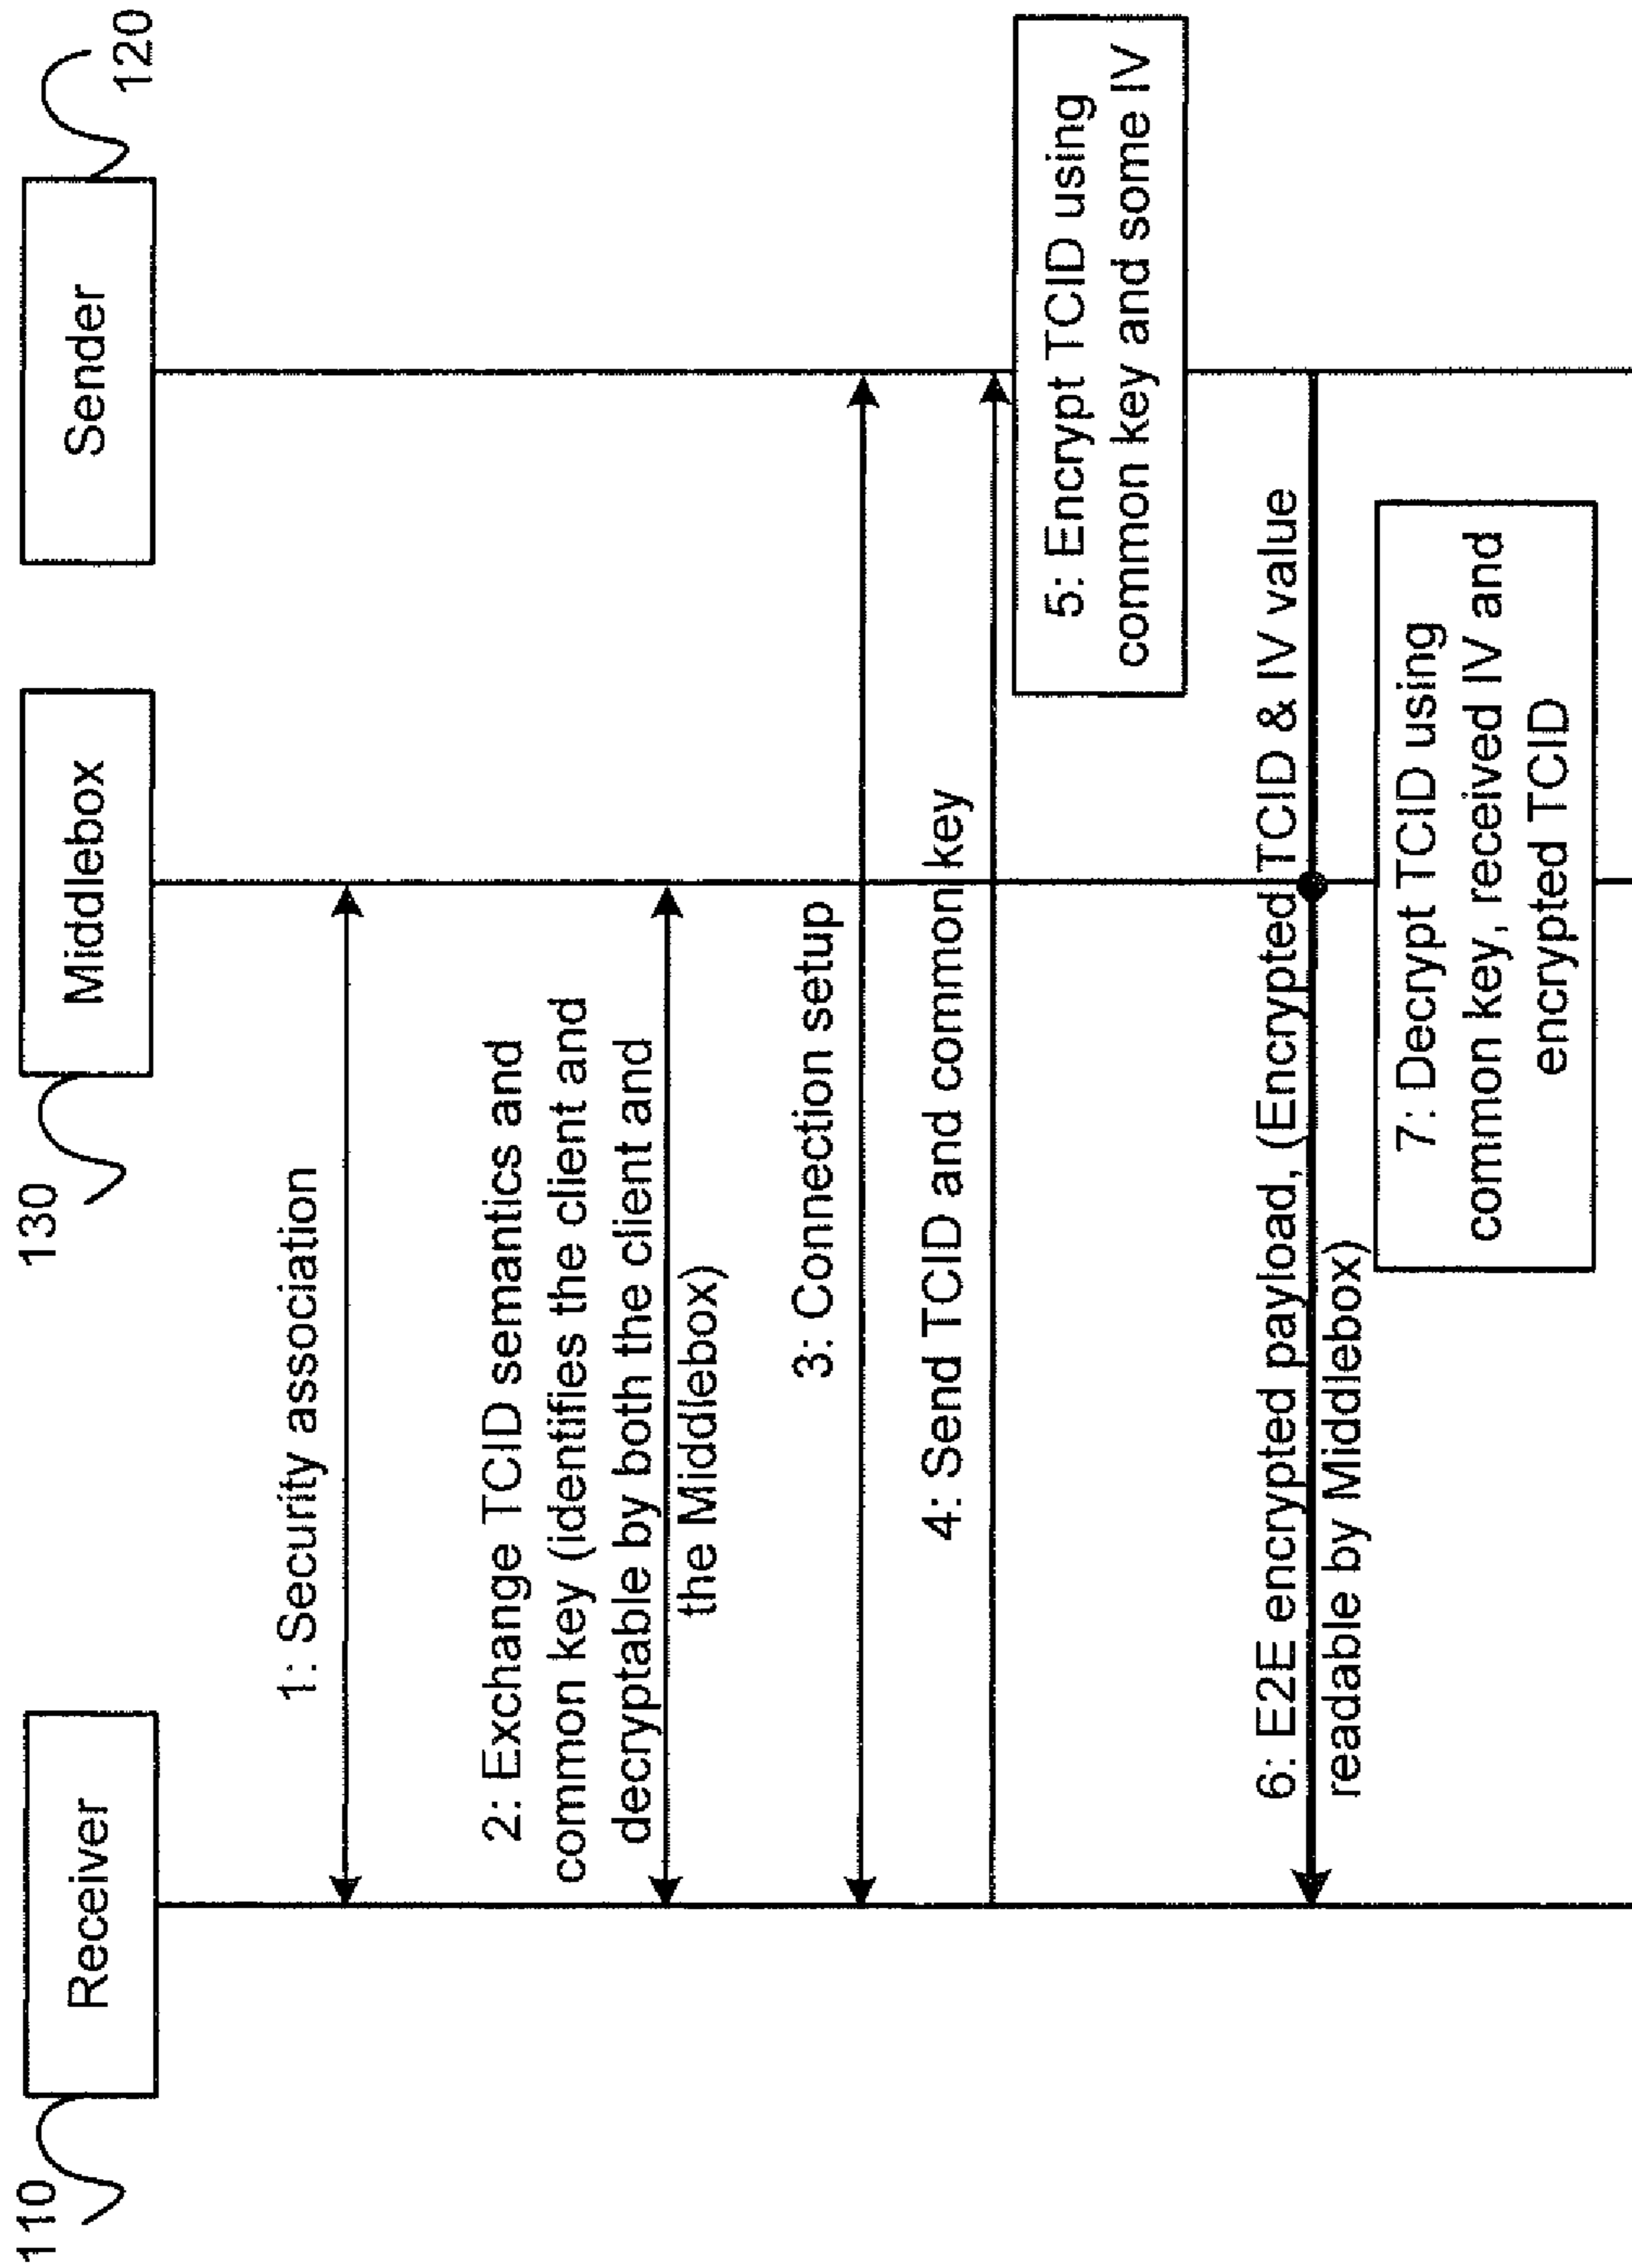 110
Receiver
130
Middlebox
Sender
120
1: Security association
2: Exchange TCID semantics and
common key (identifies the client and
decryptable by both the client and
the Middlebox)
3: Connection setup
4: Send TCID and common key
5: Encrypt TCID using
common key and some IV
6: E2E encrypted payload, (Encrypted TCID & IV value
readable by Middlebox)
7: Decrypt TCID using
common key, received IV and
encrypted TCID